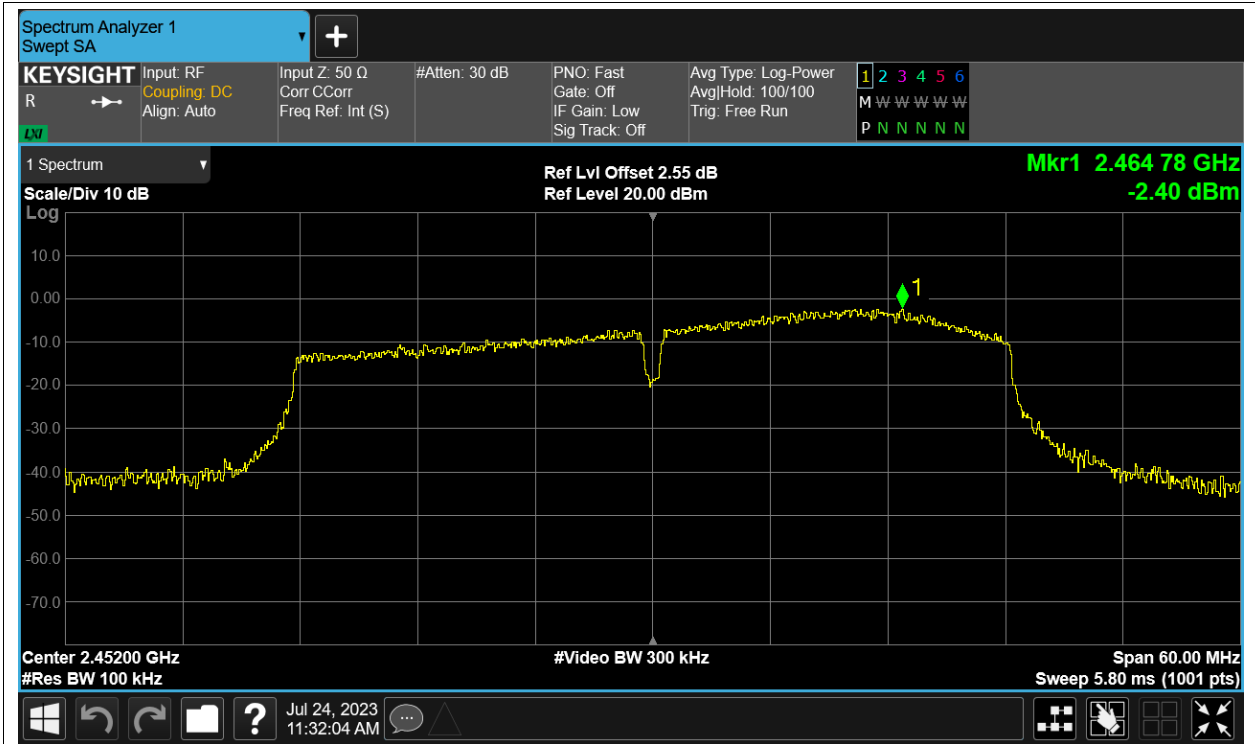 Spectrum Analyzer 1
Swept SA
KEYSIGHT
R
LXI
Input: RF
Coupling: DC
Align: Auto
Input Z: 50 Ω
Corr CCorr
Freq Ref: Int (S)
#Atten: 30 dB
PNO: Fast
Gate: Off
IF Gain: Low
Sig Track: Off
Avg Type: Log-Power
Avg|Hold: 100/100
Trig: Free Run
1 2 3 4 5 6
M W W W W W
P N N N N N
1 Spectrum
Scale/Div 10 dB
Log
Ref Lvl Offset 2.55 dB
Ref Level 20.00 dBm
Mkr1 2.464 78 GHz
-2.40 dBm
10.0
0.00
-10.0
-20.0
-30.0
-40.0
-50.0
-60.0
-70.0
1
Center 2.45200 GHz
#Res BW 100 kHz
#Video BW 300 kHz
Span 60.00 MHz
Sweep 5.80 ms (1001 pts)
?
Jul 24, 2023
11:32:04 AM